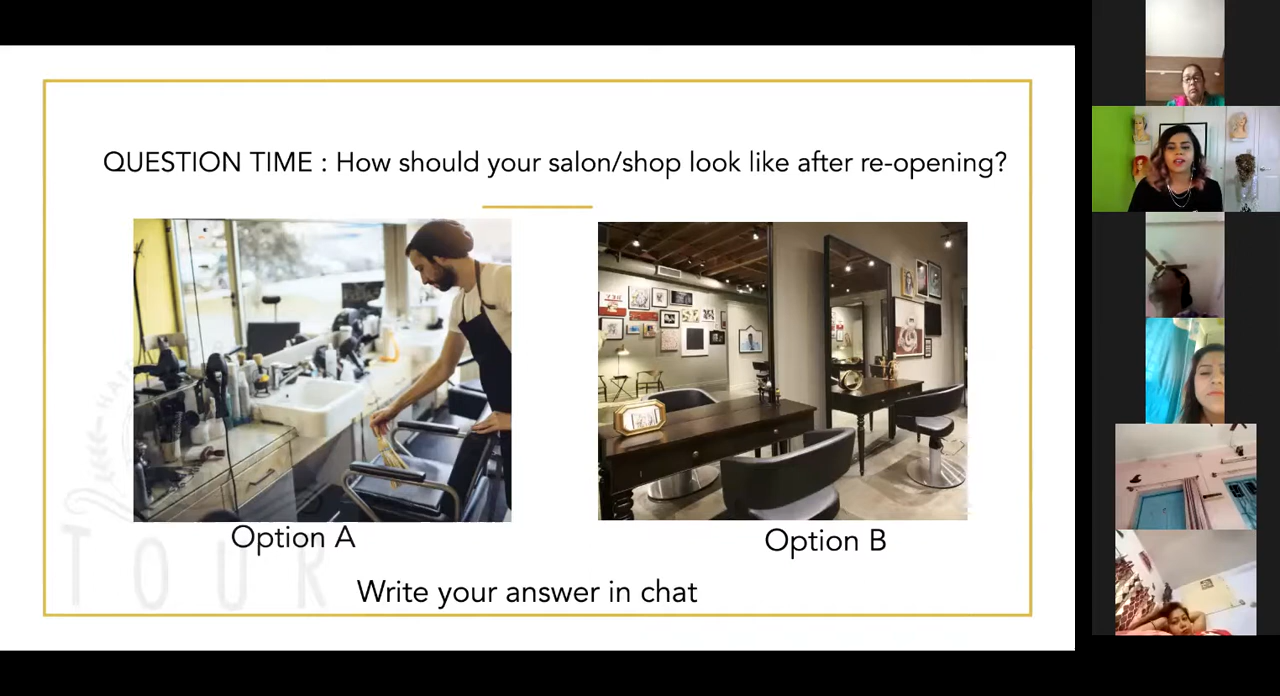 QUESTION TIME : How should your salon/shop look like after re-opening?
Option A
Option B
Write your answer in chat
TOUR